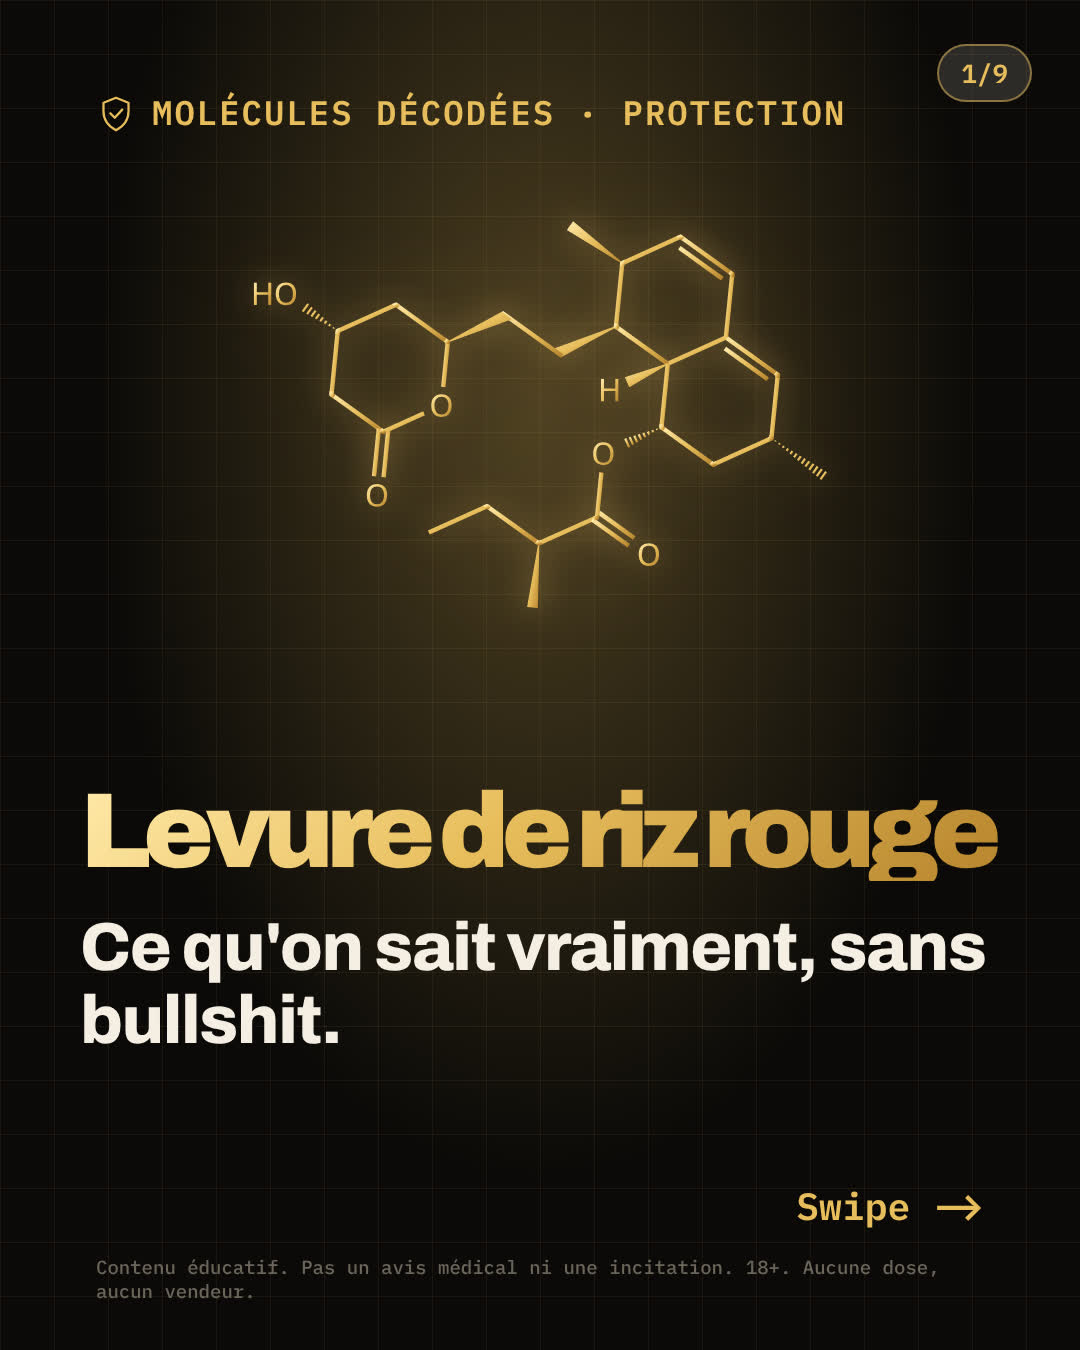 1/9
MOLÉCULES DÉCODÉES · PROTECTION
HO
O
O
H
O
O
Levure de riz rouge
Ce qu'on sait vraiment, sans
bullshit.
Swipe →
Contenu éducatif. Pas un avis médical ni une incitation. 18+. Aucune dose,
aucun vendeur.